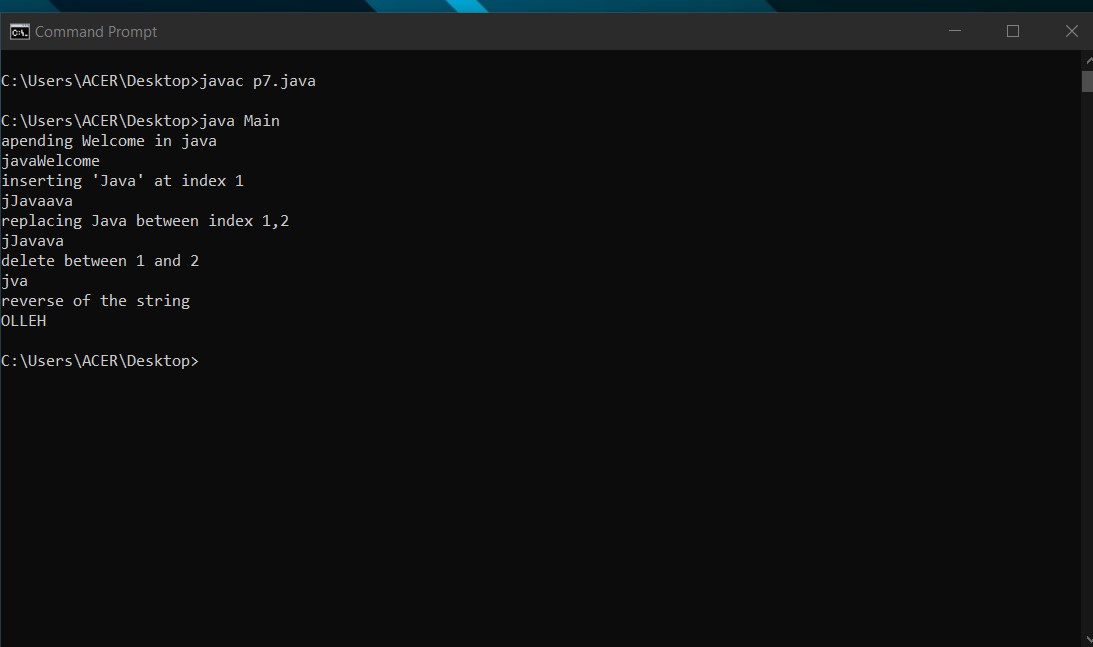 Command Prompt
C:\Users\ACER\Desktop>javac p7.java
C:\Users\ACER\Desktop>java Main
apending Welcome in java
javaWelcome
inserting 'Java' at index 1
jJavaava
replacing Java between index 1,2
jJavava
delete between 1 and 2
jva
reverse of the string
OLLEH
C:\Users\ACER\Desktop>